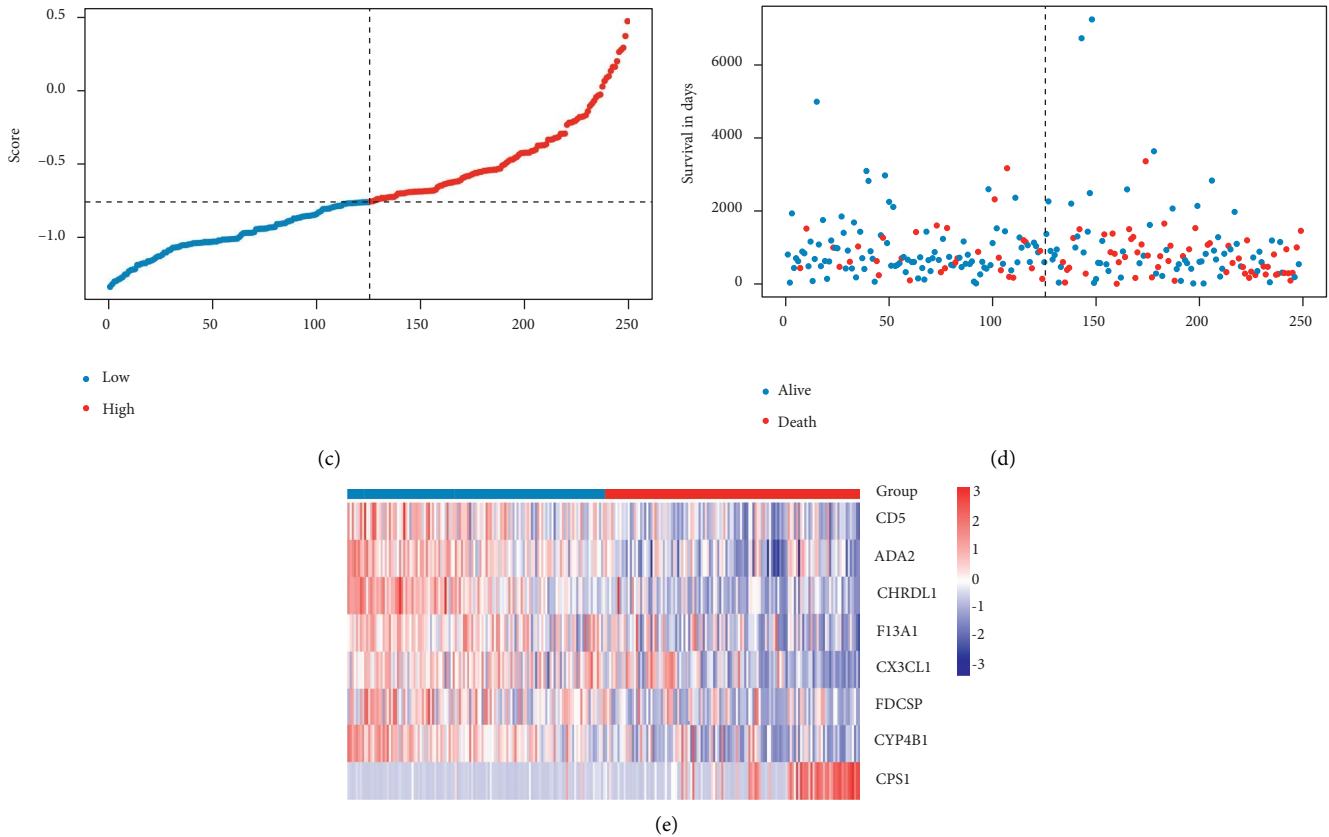 0.5
0.0
−0.5
−1.0
Score
0 50 100 150 200 250
Low
High
(c)
6000
4000
2000
0
Survival in days
0 50 100 150 200 250
Alive
Death
(d)
Group
CD5
ADA2
CHRDL1
F13A1
CX3CL1
FDCSP
CYP4B1
CPS1
3
2
1
0
-1
-2
-3
(e)